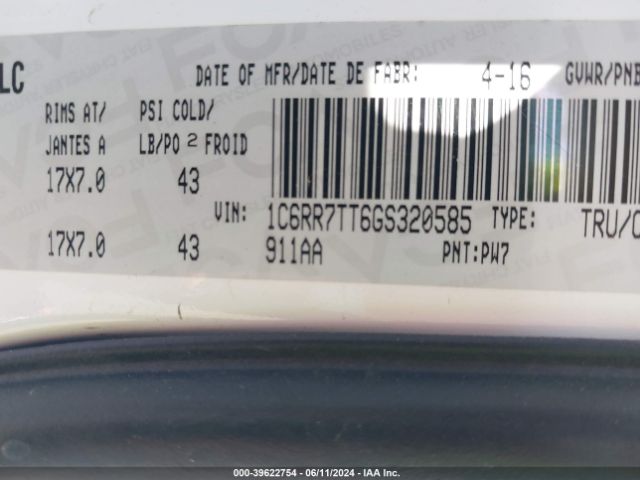 LC
DATE OF MFR/DATE DE FABR: 4-16 GVWR/PNB
RIMS AT/ PSI COLD/
JANTES A LB/PO 2 FROID
17X7.0 43
VIN: 1C6RR7TT6GS320585 TYPE: TRU/C
17X7.0 43 911AA PNT:PW7
000-39622754 - 06/11/2024 - IAA Inc.